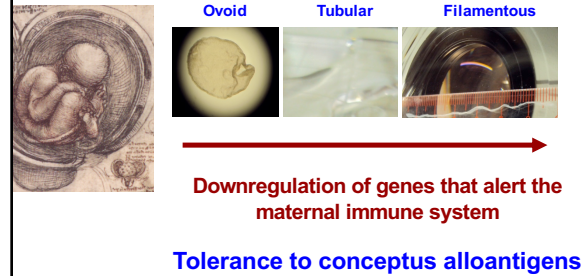 Ovoid Tubular Filamentous
Downregulation of genes that alert the
maternal immune system
Tolerance to conceptus alloantigens